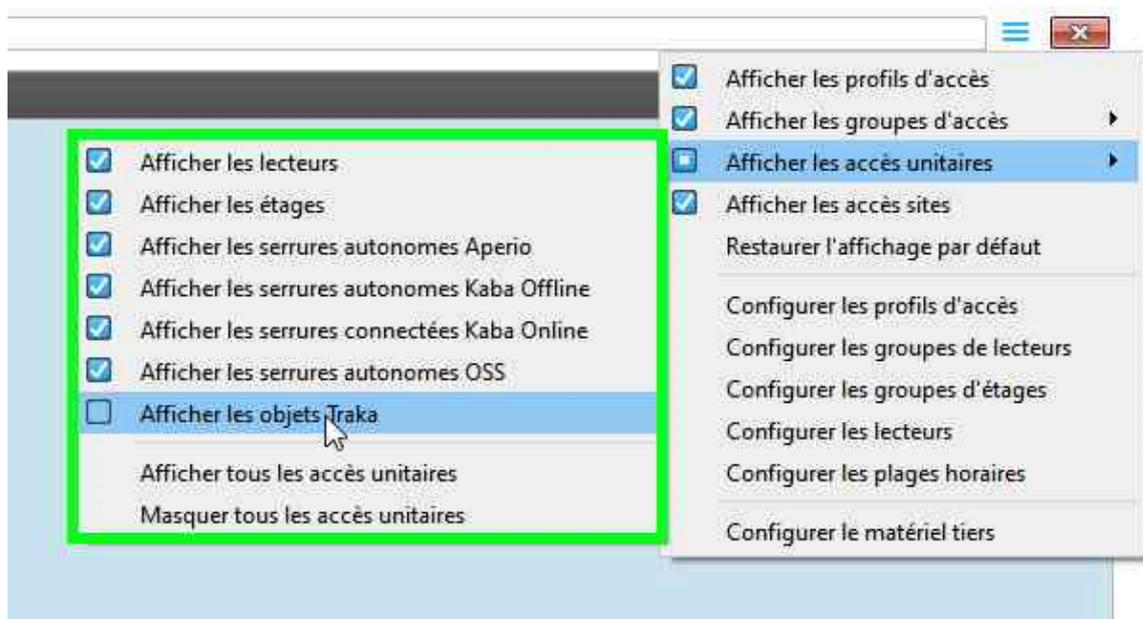 Afficher les profils d'accès
Afficher les groupes d'accès
Afficher les accès unitaires
Afficher les accès sites
Restaurer l'affichage par défaut
Configurer les profils d'accès
Configurer les groupes de lecteurs
Configurer les groupes d'étages
Configurer les lecteurs
Configurer les plages horaires
Configurer le matériel tiers
Afficher les lecteurs
Afficher les étages
Afficher les serrures autonomes Aperio
Afficher les serrures autonomes Kaba Offline
Afficher les serrures connectées Kaba Online
Afficher les serrures autonomes OSS
Afficher les objets Traka
Afficher tous les accès unitaires
Masquer tous les accès unitaires